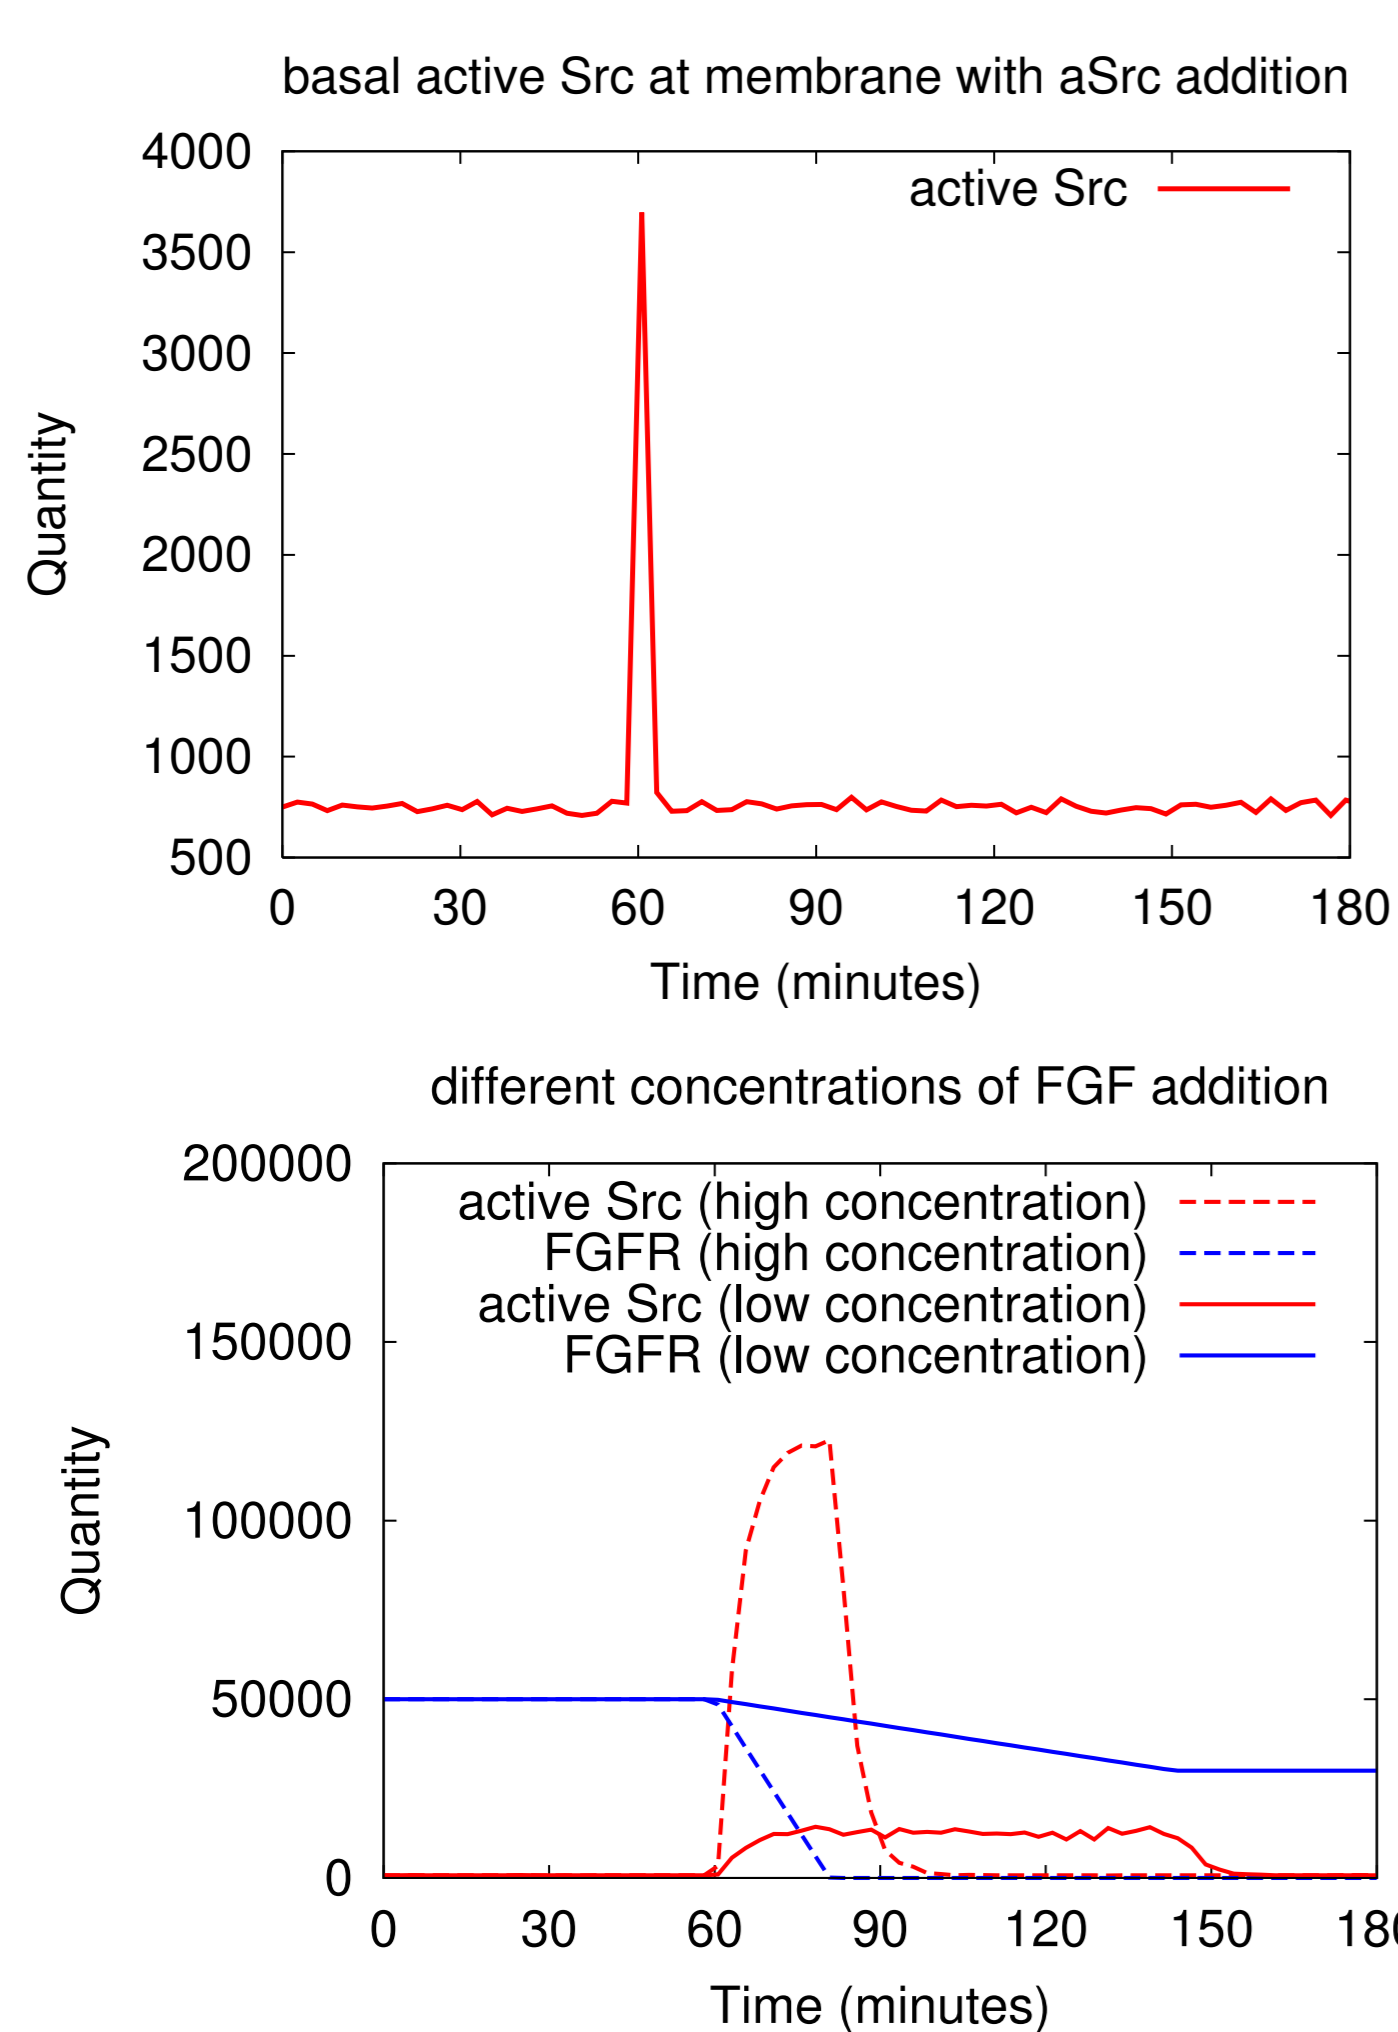 basal active Src at membrane with aSrc addition
4000
active Src
3500
3000
2500
2000
1500
1000
500
0 30 60 90 120 150 180
Quantity
Time (minutes)
different concentrations of FGF addition
200000
active Src (high concentration)
FGFR (high concentration)
active Src (low concentration)
150000
FGFR (low concentration)
100000
50000
0
0 30 60 90 120 150 180
Quantity
Time (minutes)